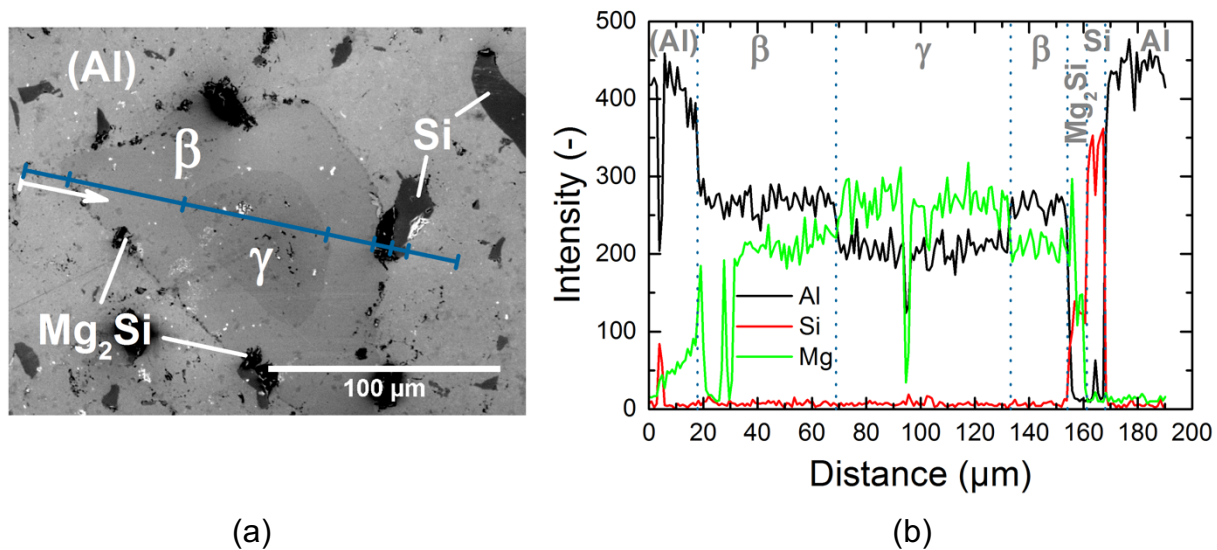 (Al)
Si
β
γ
Mg₂Si
100 µm
(a)
500
400
300
200
100
0
Intensity (-)
(Al)
β
γ
β
Mg₂Si
Si
Al
Al
Si
Mg
0 20 40 60 80 100 120 140 160 180 200
Distance (µm)
(b)